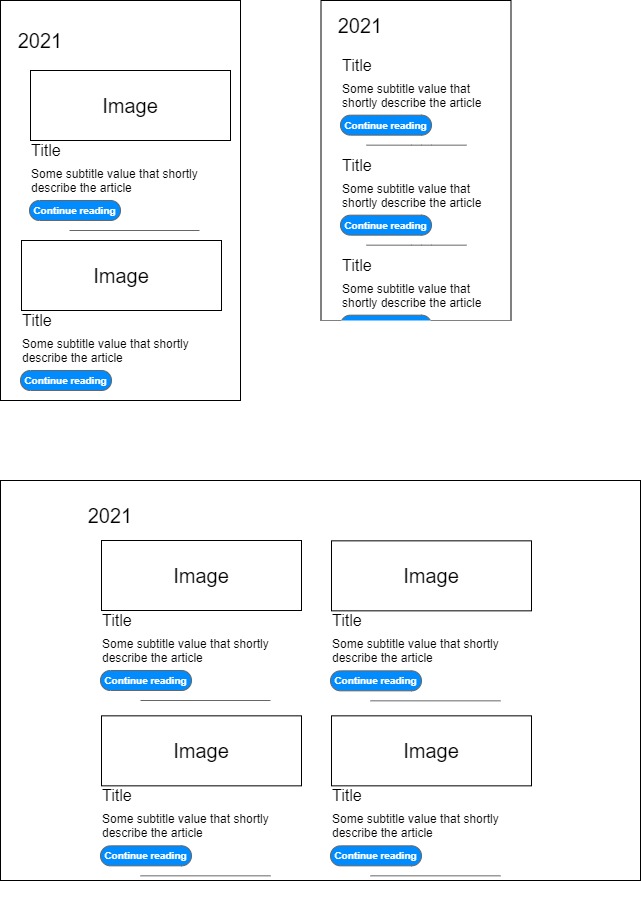 2021
Image
Title
Some subtitle value that shortly
describe the article
Continue reading
Image
Title
Some subtitle value that shortly
describe the article
Continue reading
2021
Title
Some subtitle value that
shortly describe the article
Continue reading
Title
Some subtitle value that
shortly describe the article
Continue reading
Title
Some subtitle value that
shortly describe the article
2021
Image
Title
Some subtitle value that shortly
describe the article
Continue reading
Image
Title
Some subtitle value that shortly
describe the article
Continue reading
Image
Title
Some subtitle value that shortly
describe the article
Continue reading
Image
Title
Some subtitle value that shortly
describe the article
Continue reading